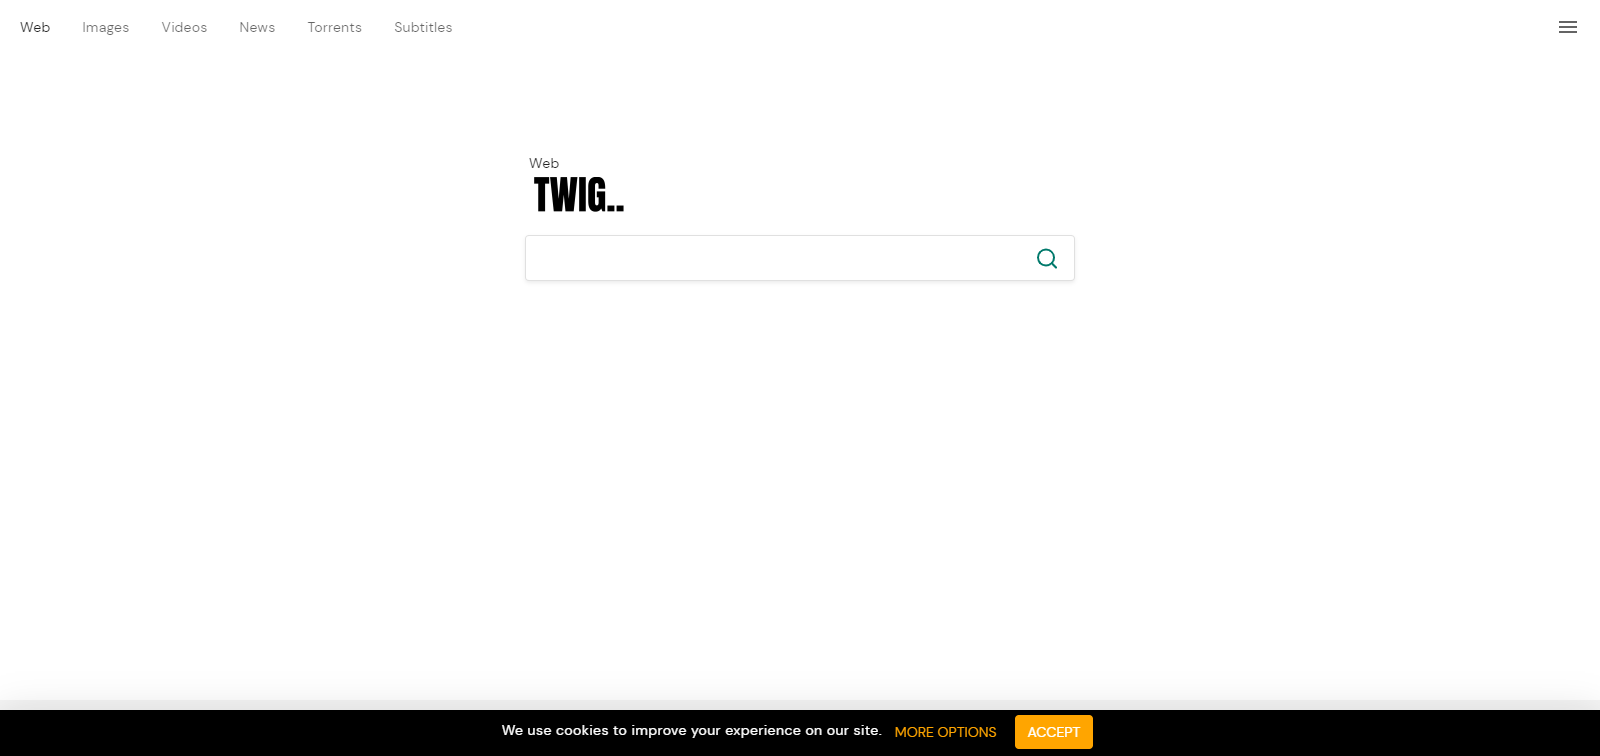 Web Images Videos News Torrents Subtitles
Web
TWIG..
We use cookies to improve your experience on our site. MORE OPTIONS ACCEPT